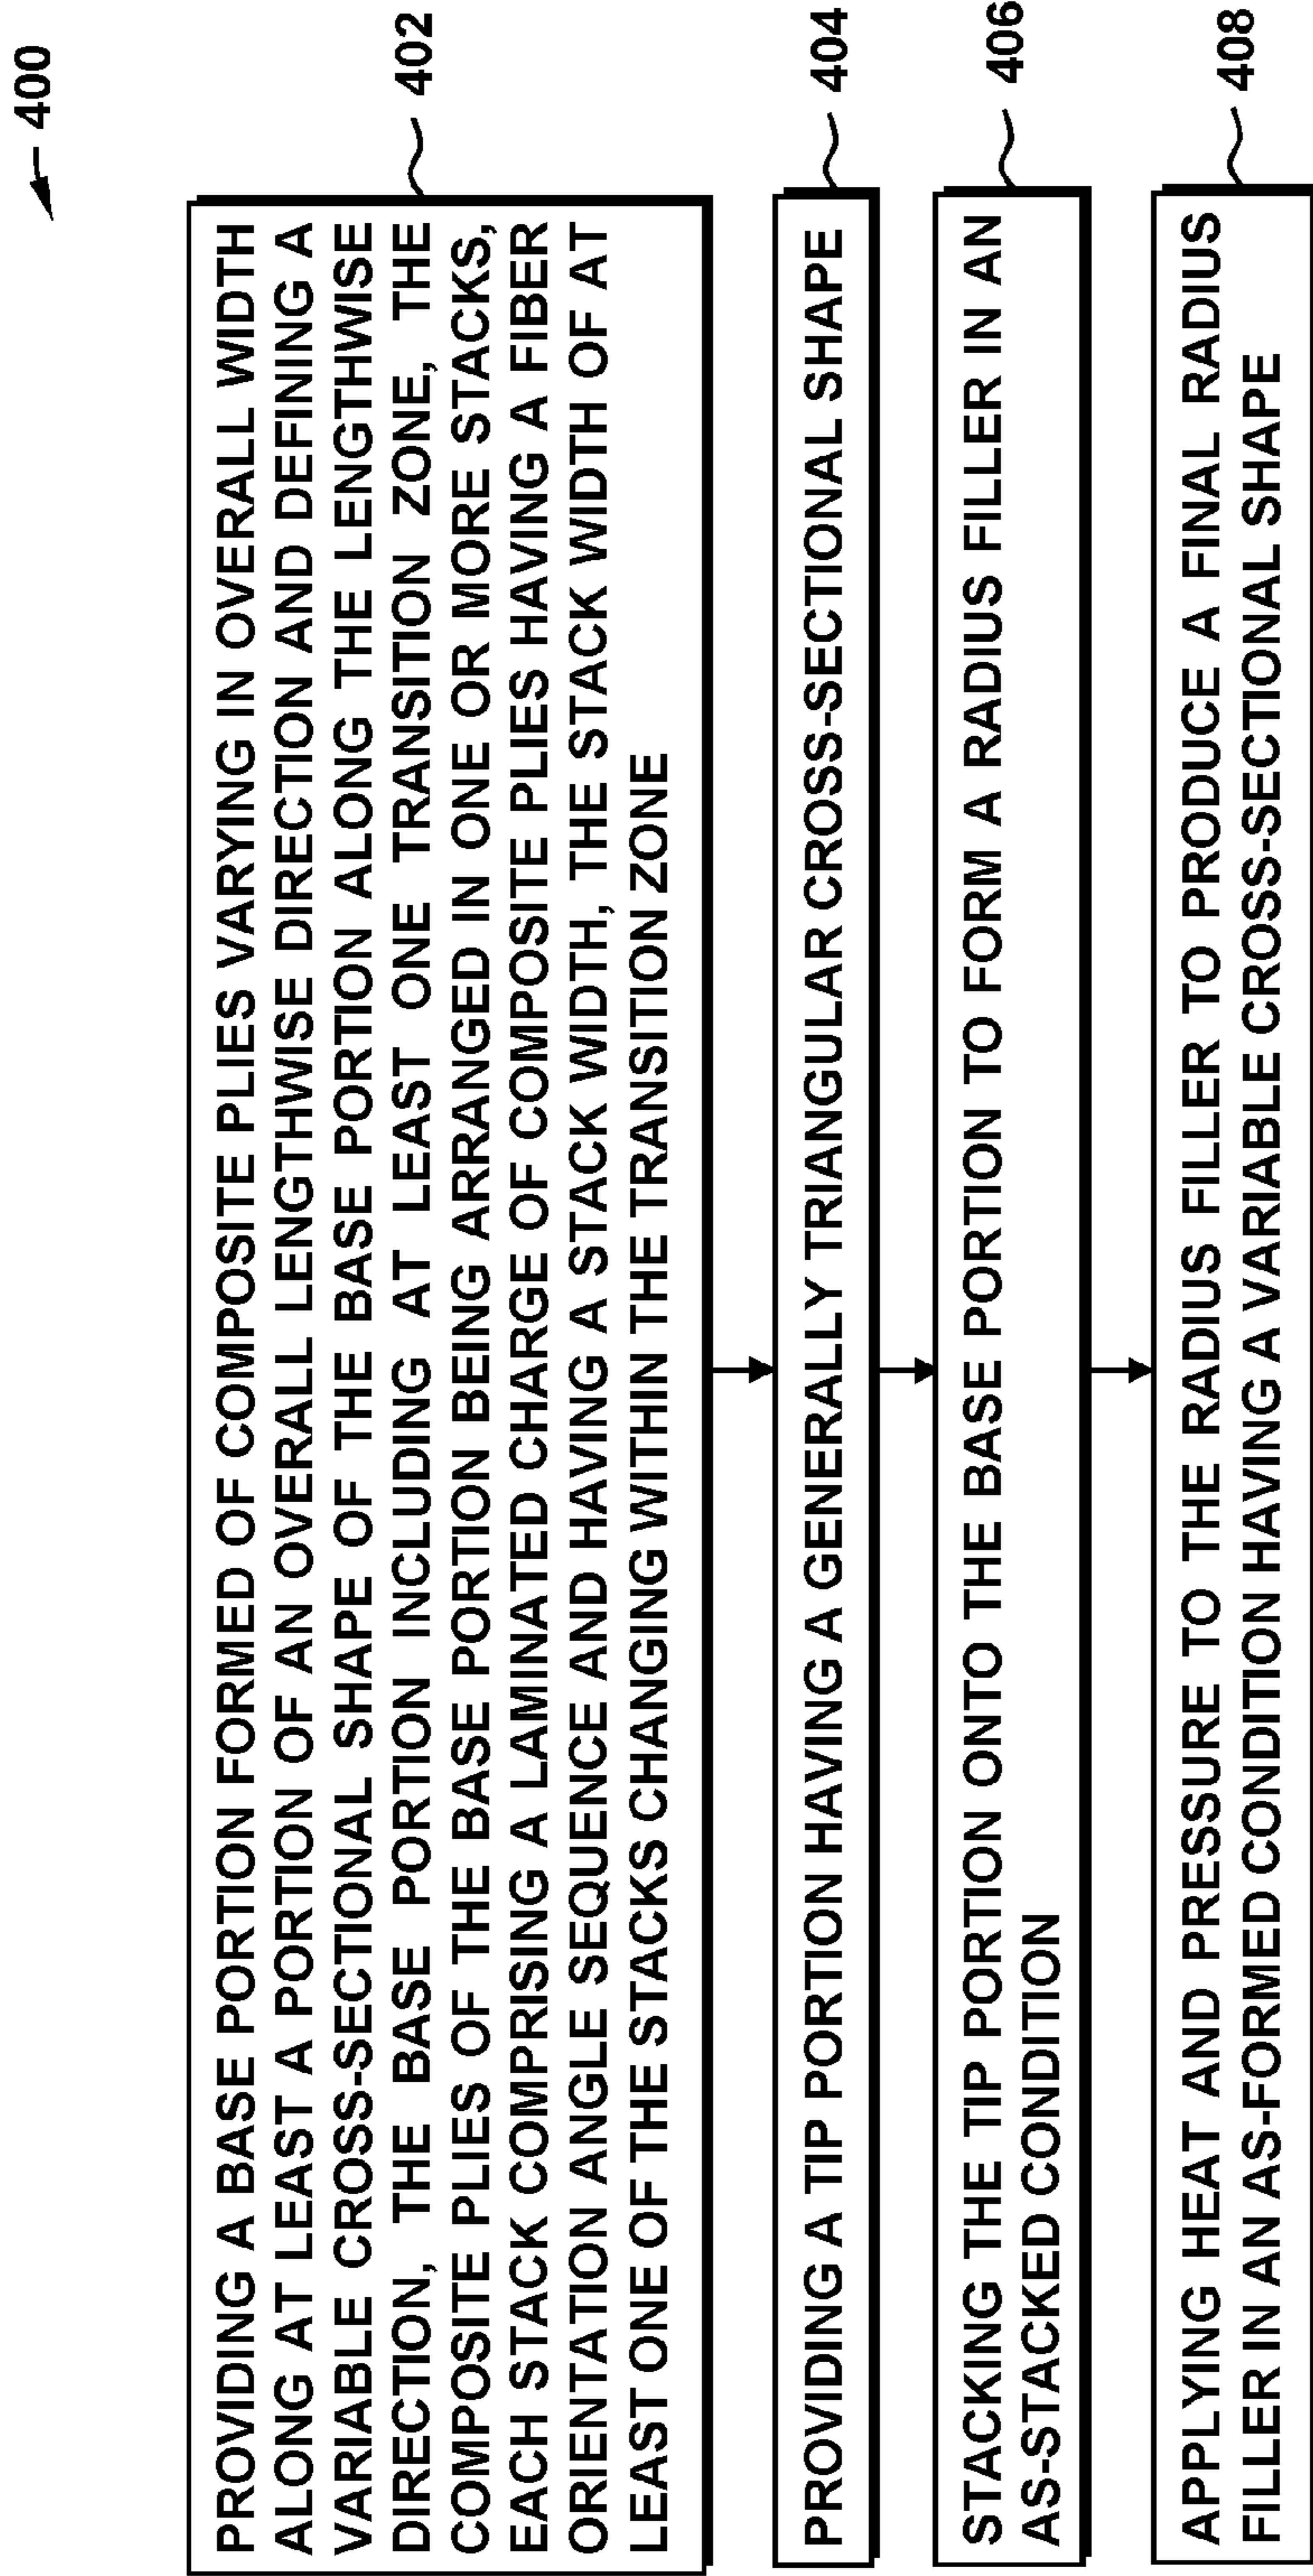 400
PROVIDING A BASE PORTION FORMED OF COMPOSITE PLIES VARYING IN OVERALL WIDTH
ALONG AT LEAST A PORTION OF AN OVERALL LENGTHWISE DIRECTION AND DEFINING A
VARIABLE CROSS-SECTIONAL SHAPE OF THE BASE PORTION ALONG THE LENGTHWISE
DIRECTION, THE BASE PORTION INCLUDING AT LEAST ONE TRANSITION ZONE, THE
COMPOSITE PLIES OF THE BASE PORTION BEING ARRANGED IN ONE OR MORE STACKS,
EACH STACK COMPRISING A LAMINATED CHARGE OF COMPOSITE PLIES HAVING A FIBER
ORIENTATION ANGLE SEQUENCE AND HAVING A STACK WIDTH, THE STACK WIDTH OF AT
LEAST ONE OF THE STACKS CHANGING WITHIN THE TRANSITION ZONE
402
PROVIDING A TIP PORTION HAVING A GENERALLY TRIANGULAR CROSS-SECTIONAL SHAPE
404
STACKING THE TIP PORTION ONTO THE BASE PORTION TO FORM A RADIUS FILLER IN AN
AS-STACKED CONDITION
406
APPLYING HEAT AND PRESSURE TO THE RADIUS FILLER TO PRODUCE A FINAL RADIUS
FILLER IN AN AS-FORMED CONDITION HAVING A VARIABLE CROSS-SECTIONAL SHAPE
408